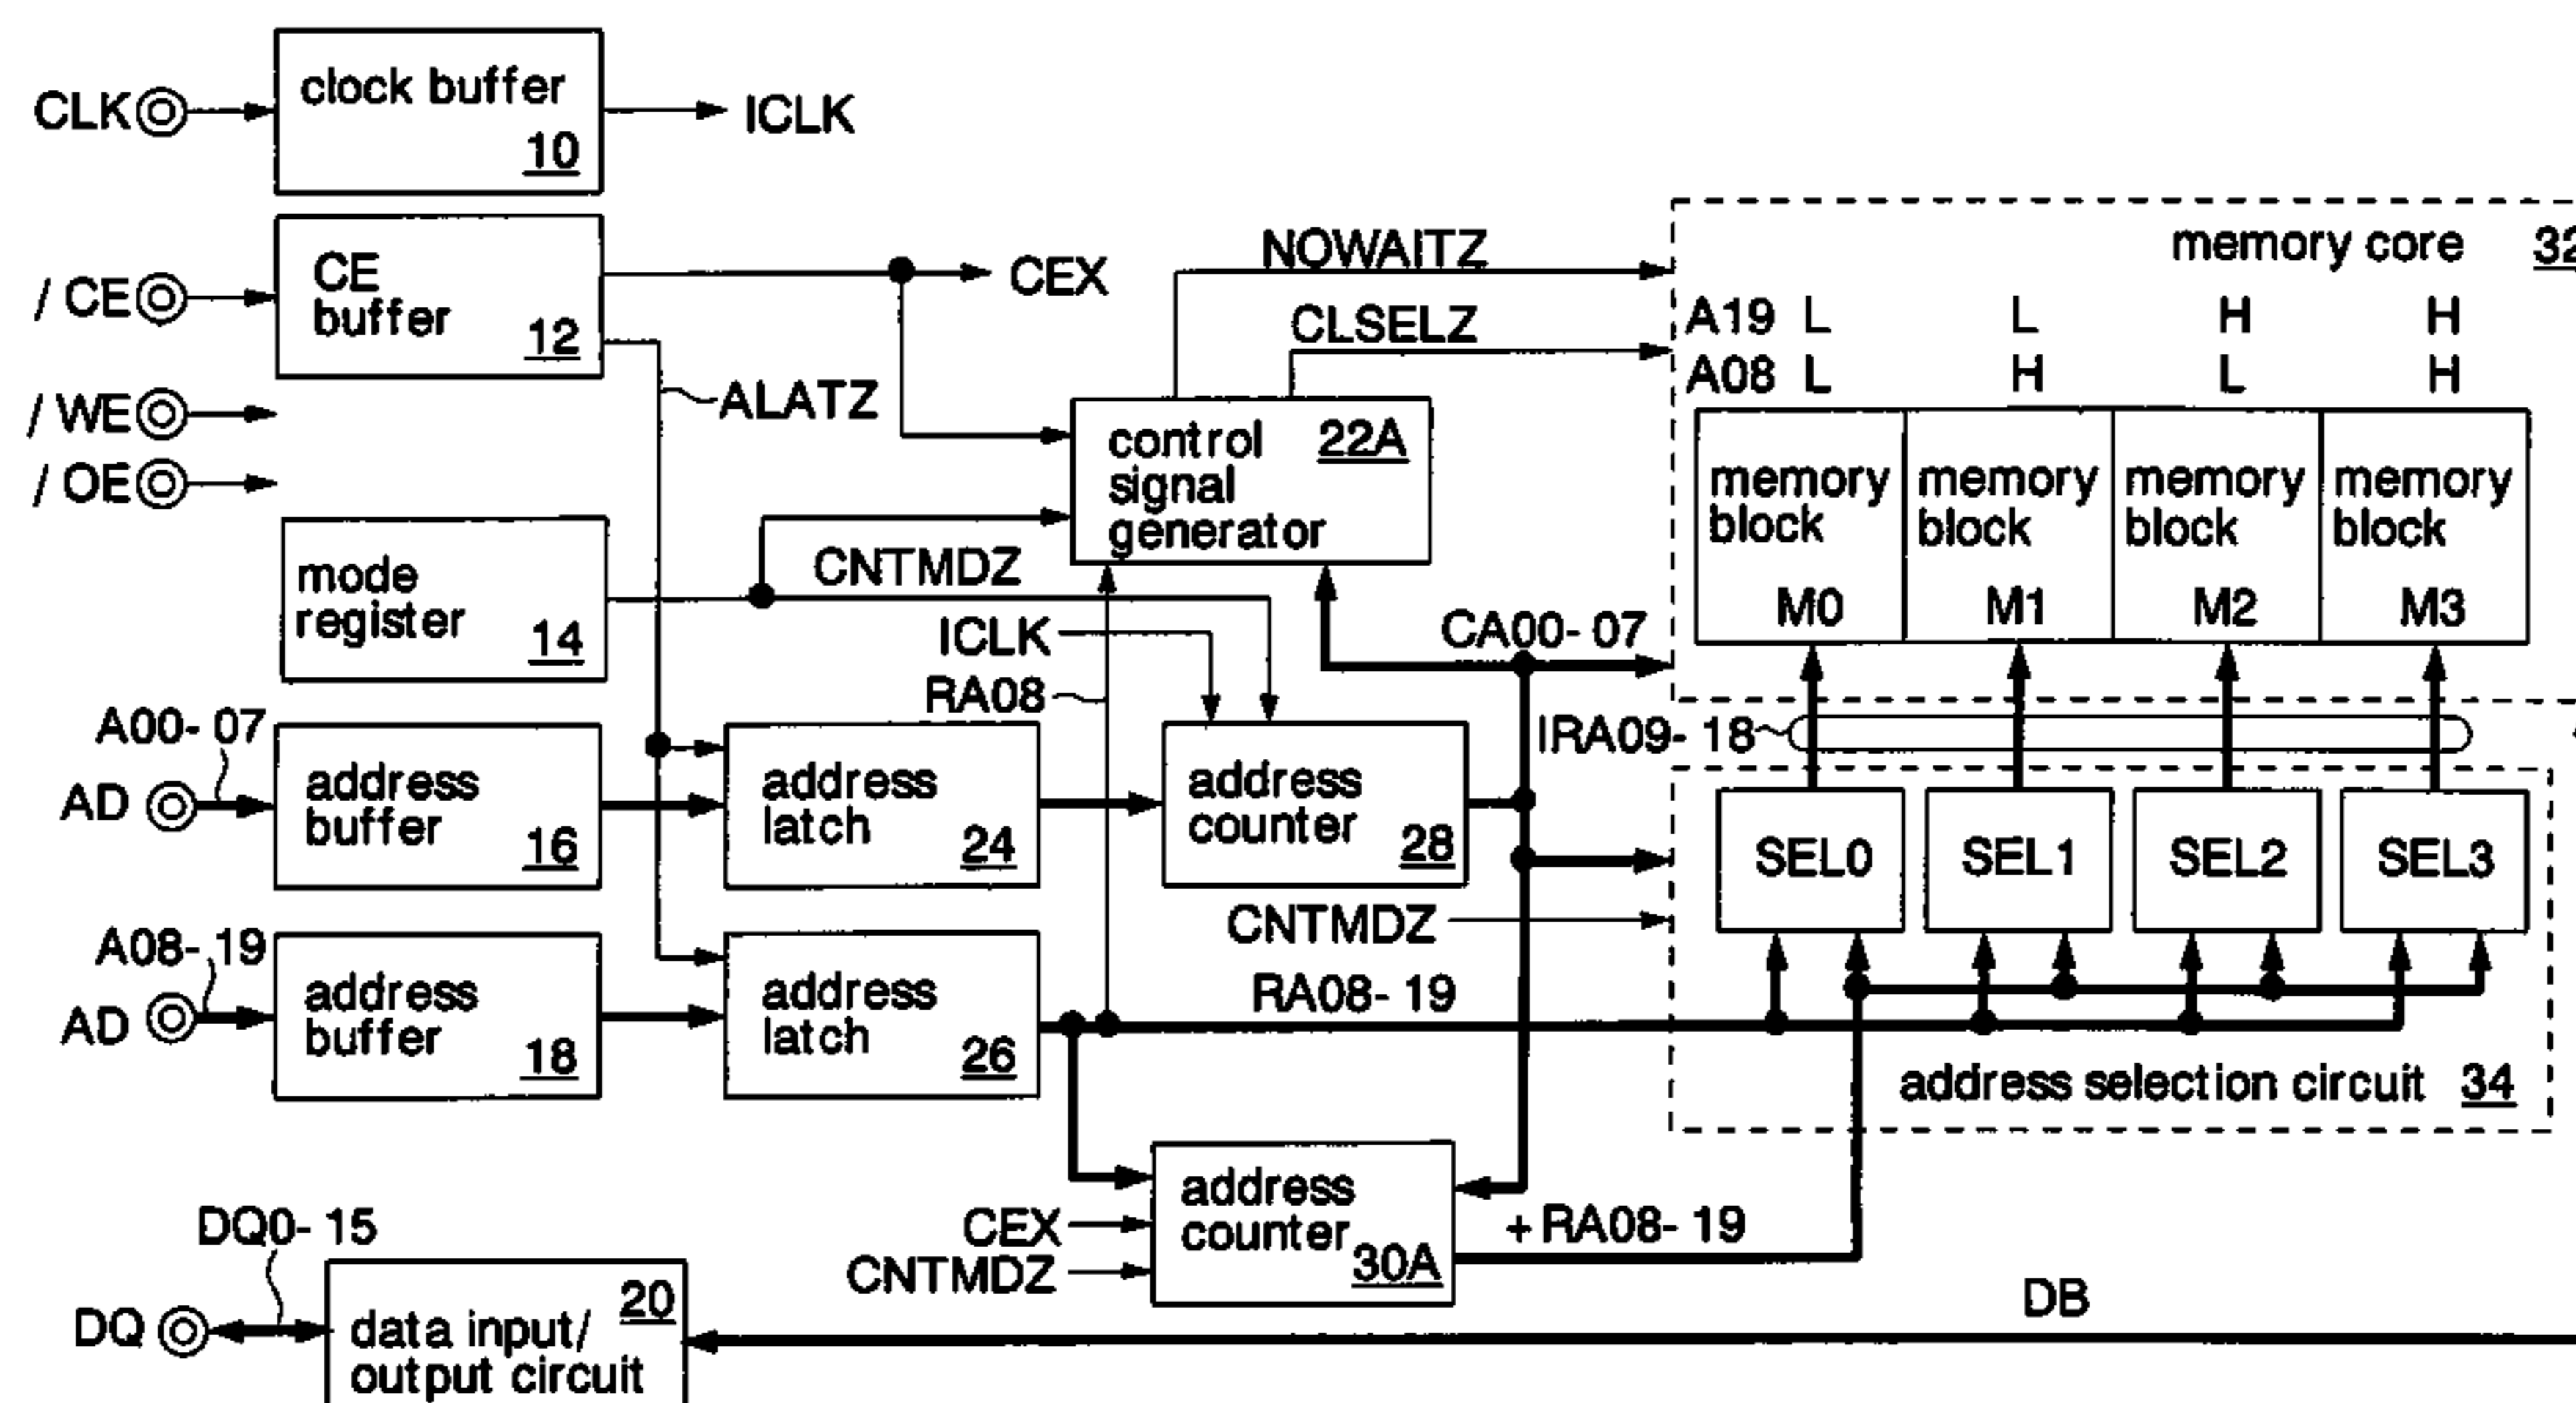 CLK
clock buffer
10
ICLK
/ CE
CE
buffer
12
CEX
ALATZ
/ WE
/ OE
mode
register
14
CNTMDZ
NOWAITZ
CLSELZ
control
signal
generator
22A
memory core
32
A19 L L H H
A08 L H L H
memory
block
M0
memory
block
M1
memory
block
M2
memory
block
M3
ICLK
RA08
CA00- 07
IRA09- 18
A00- 07
AD
address
buffer
16
address
latch
24
address
counter
28
SEL0
SEL1
SEL2
SEL3
CNTMDZ
A08- 19
AD
address
buffer
18
address
latch
26
RA08- 19
address selection circuit 34
address
counter
30A
CEX
CNTMDZ
+ RA08- 19
DQ0- 15
DQ
20
data input/
output circuit
DB